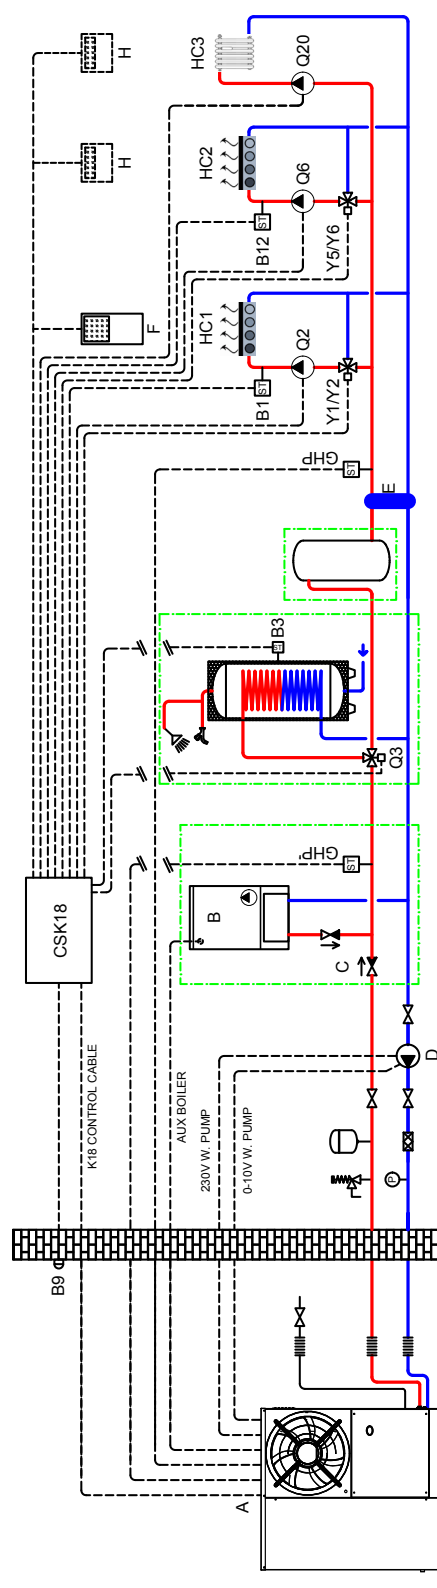 H
H
F
HC3
Q20
HC2
Q6
B12
ST
Y5/Y6
HC1
Q2
B1
ST
Y1/Y2
GHP
ST
E
B3
ST
Q3
CSK18
GHP'
ST
B
C
K18 CONTROL CABLE
AUX BOILER
230V W. PUMP
0-10V W. PUMP
D
P
B9
A